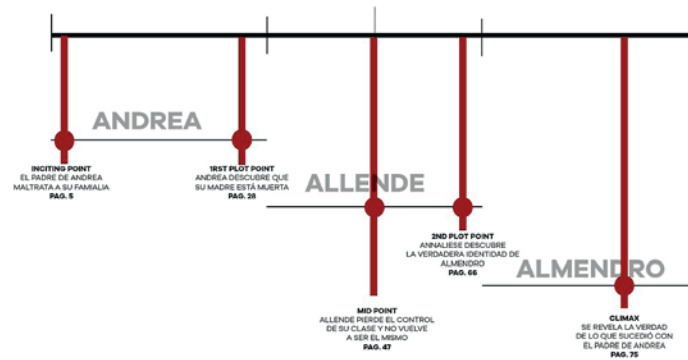 ANDREA
INCITING POINT
EL PADRE DE ANDREA
MALTRATA A SU FAMIALIA
PAG. 5
1RST PLOT POINT
ANDREA DESCUBRE QUE
SU MADRE ESTÁ MUERTA
PAG. 28
ALLENDE
MID POINT
ALLENDE PIERDE EL CONTROL
DE SU CLASE Y NO VUELVE
A SER EL MISMO
PAG. 47
2ND PLOT POINT
ANNALIESE DESCUBRE
LA VERDADERA IDENTIDAD DE
ALMENDRO
PAG. 66
ALMENDRO
CLIMAX
SE REVELA LA VERDAD
DE LO QUE SUCEDIÓ CON
EL PADRE DE ANDREA
PAG. 75